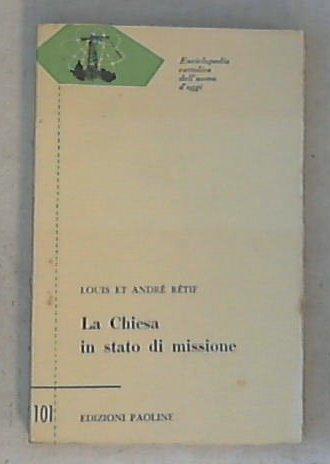 Enciclopedia
cattolica
dell'uomo
d'oggi
LOUIS ET ANDRÉ RÉTIF
La Chiesa
in stato di missione
101
EDIZIONI PAOLINE